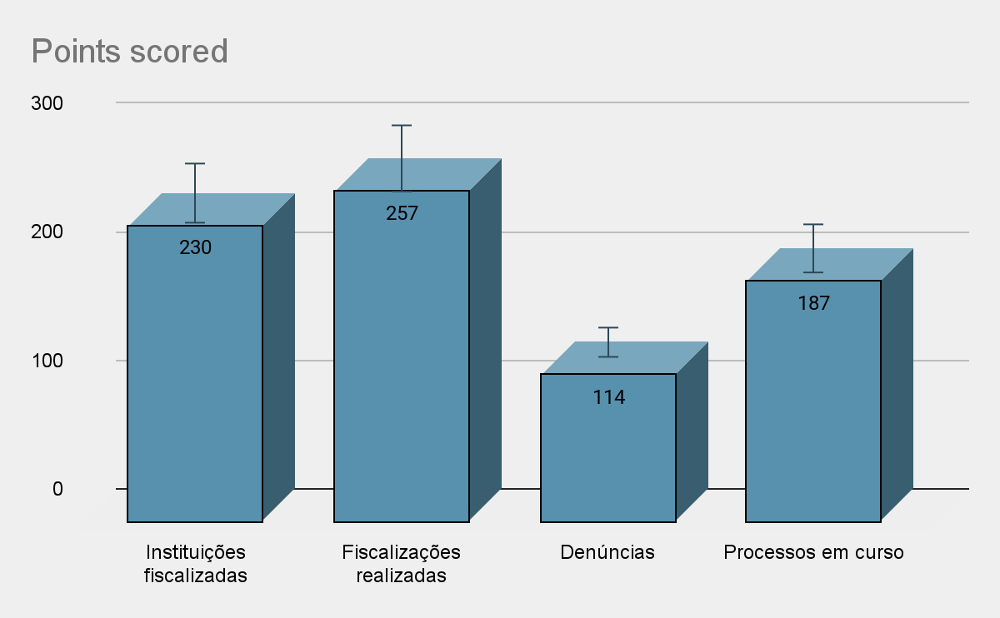 Points scored
300
200
100
0
230
257
114
187
Instituições
fiscalizadas
Fiscalizações
realizadas
Denúncias
Processos em curso